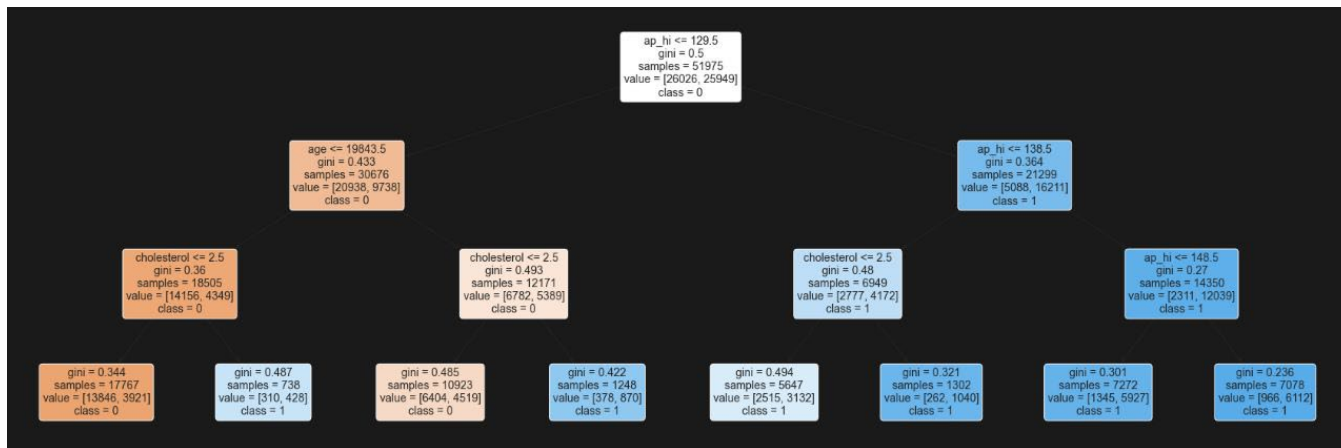 ap_hi <= 129.5
gini = 0.5
samples = 51975
value = [26026, 25949]
class = 0
age <= 19843.5
gini = 0.433
samples = 30676
value = [20938, 9738]
class = 0
ap_hi <= 138.5
gini = 0.364
samples = 21299
value = [5088, 16211]
class = 1
cholesterol <= 2.5
gini = 0.36
samples = 18505
value = [14156, 4349]
class = 0
cholesterol <= 2.5
gini = 0.493
samples = 12171
value = [6782, 5389]
class = 0
cholesterol <= 2.5
gini = 0.48
samples = 6949
value = [2777, 4172]
class = 1
ap_hi <= 148.5
gini = 0.27
samples = 14350
value = [2311, 12039]
class = 1
gini = 0.344
samples = 17767
value = [13846, 3921]
class = 0
gini = 0.487
samples = 738
value = [310, 428]
class = 1
gini = 0.485
samples = 10923
value = [6404, 4519]
class = 0
gini = 0.422
samples = 1248
value = [378, 870]
class = 1
gini = 0.494
samples = 5647
value = [2515, 3132]
class = 1
gini = 0.321
samples = 1302
value = [262, 1040]
class = 1
gini = 0.301
samples = 7272
value = [1345, 5927]
class = 1
gini = 0.236
samples = 7078
value = [966, 6112]
class = 1